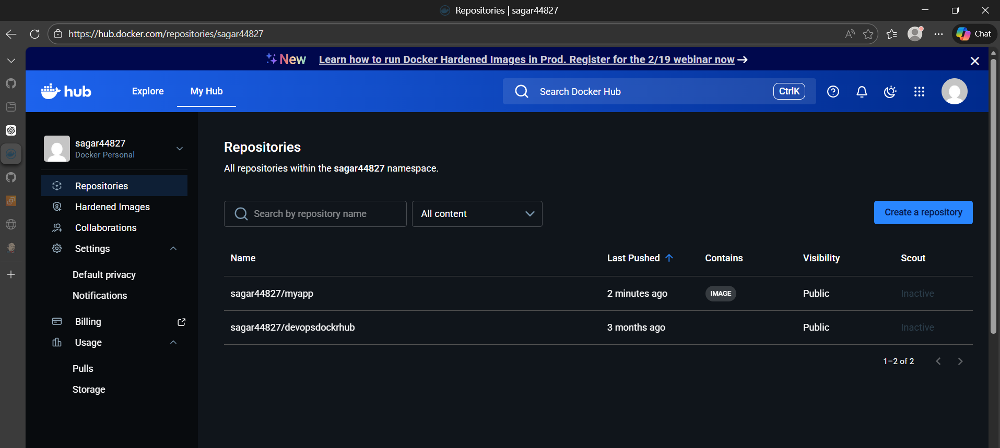 Repositories | sagar44827
https://hub.docker.com/repositories/sagar44827
Chat
New Learn how to run Docker Hardened Images in Prod. Register for the 2/19 webinar now →
hub
Explore
My Hub
Search Docker Hub
CtrlK
sagar44827
Docker Personal
Repositories
Hardened Images
Collaborations
Settings
Default privacy
Notifications
Billing
Usage
Pulls
Storage
Repositories
All repositories within the sagar44827 namespace.
Search by repository name
All content
Create a repository
Name Last Pushed Contains Visibility Scout
sagar44827/myapp 2 minutes ago IMAGE Public Inactive
sagar44827/devopsdockrhub 3 months ago Public Inactive
1–2 of 2